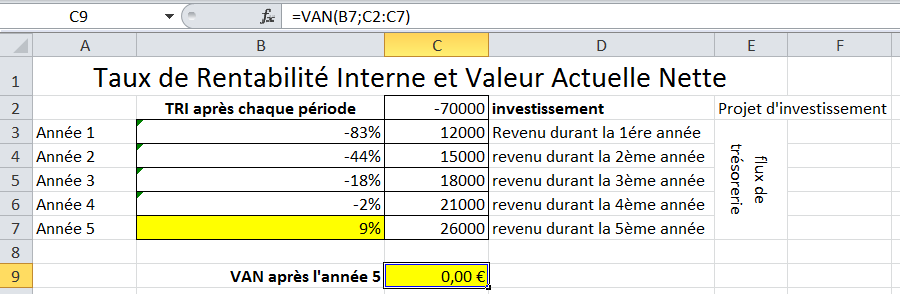 C9 fx =VAN(B7;C2:C7)
A B C D E F
1 Taux de Rentabilité Interne et Valeur Actuelle Nette
2 TRI après chaque période -70000 investissement Projet d'investissement
3 Année 1 -83% 12000 Revenu durant la 1ére année
4 Année 2 -44% 15000 revenu durant la 2ème année
5 Année 3 -18% 18000 revenu durant la 3ème année
6 Année 4 -2% 21000 revenu durant la 4ème année
7 Année 5 9% 26000 revenu durant la 5ème année
flux de
trésorerie
8
9 VAN après l'année 5 0,00 €